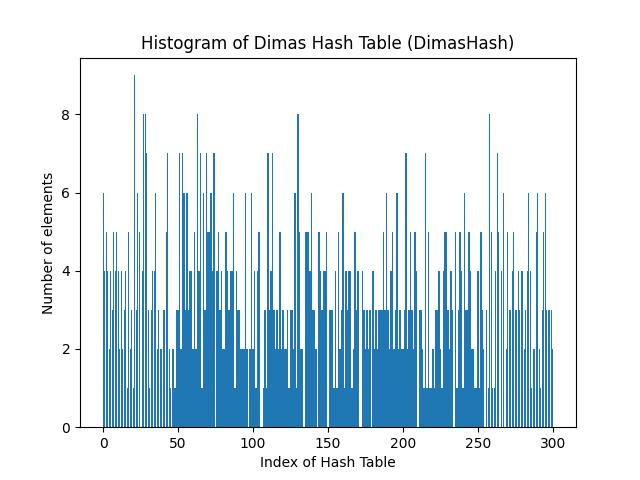 Histogram of Dimas Hash Table (DimasHash)
Number of elements
8
6
4
2
0
0 50 100 150 200 250 300
Index of Hash Table